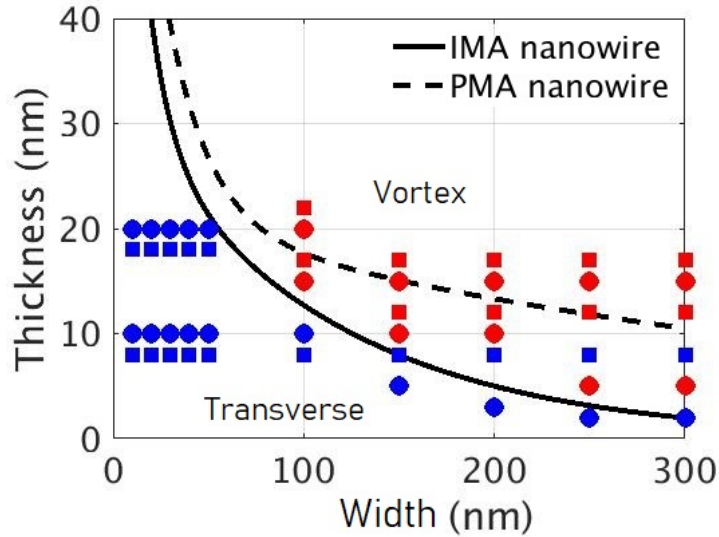 40
IMA nanowire
PMA nanowire
30
Vortex
20
10
Transverse
0
0 100 200 300
Thickness (nm)
Width (nm)